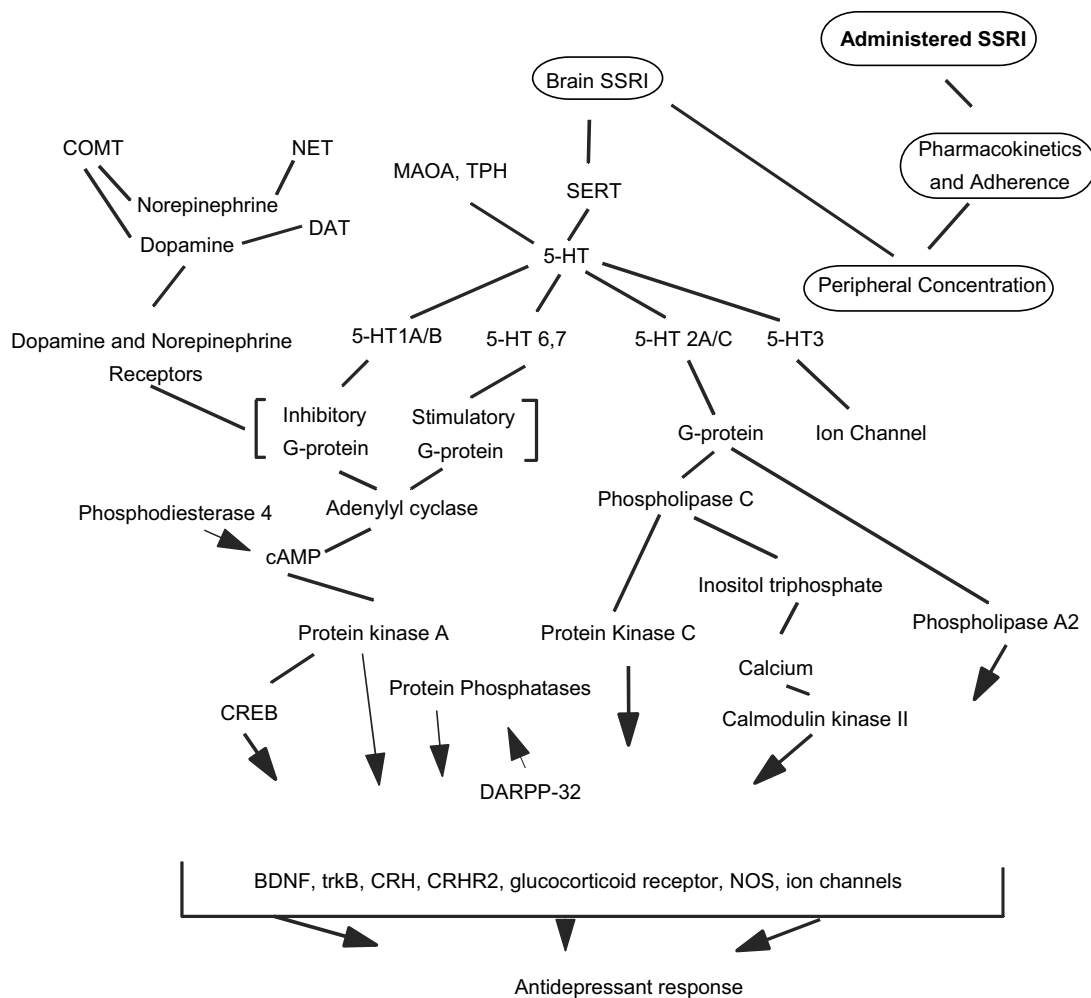 Administered SSRI
Brain SSRI
Pharmacokinetics
and Adherence
COMT
NET
MAOA, TPH
SERT
Norepinephrine
DAT
Dopamine
5-HT
Peripheral Concentration
Dopamine and Norepinephrine
Receptors
5-HT1A/B
5-HT 6,7
5-HT 2A/C
5-HT3
Inhibitory
G-protein
Stimulatory
G-protein
G-protein
Ion Channel
Phospholipase C
Phosphodiesterase 4
Adenylyl cyclase
cAMP
Inositol triphosphate
Phospholipase A2
Protein kinase A
Protein Kinase C
Calcium
Protein Phosphatases
CREB
Calmodulin kinase II
DARPP-32
BDNF, trkB, CRH, CRHR2, glucocorticoid receptor, NOS, ion channels
Antidepressant response